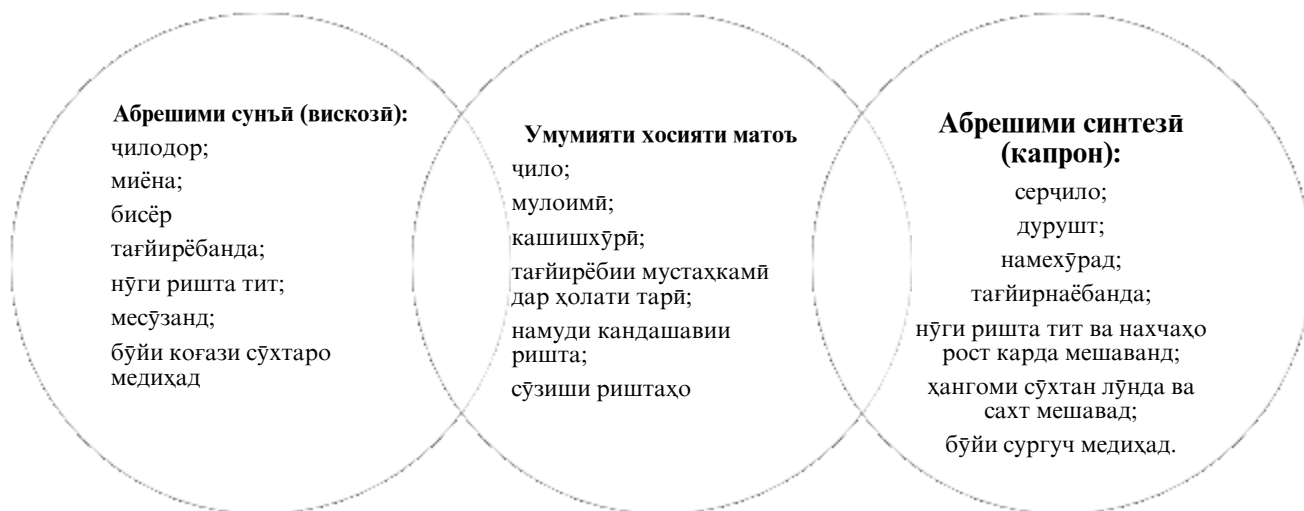 Абрешими сунъӣ (вискозӣ):
ҷилодор;
миёна;
бисёр
тағйирёбанда;
нӯги ришта тит;
месӯзанд;
бӯйи коғази сӯхтаро
медиҳад
Умумияти хосияти матоъ
ҷило;
мулоимӣ;
кашишхӯрӣ;
тағйирёбии мустаҳкамӣ
дар ҳолати тарӣ;
намуди кандашавии
ришта;
сӯзиши риштаҳо
Абрешими синтезӣ
(капрон):
серҷило;
дурушт;
намехӯрад;
тағйирнаёбанда;
нӯги ришта тит ва нахчаҳо
рост карда мешаванд;
ҳангоми сӯхтан лӯнда ва
сахт мешавад;
бӯйи сургуч медиҳад.